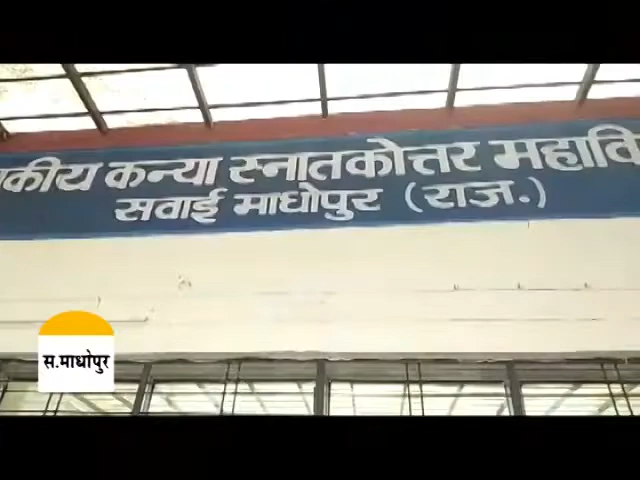 कीय कन्या स्नातकोत्तर महावि
सवाई माधोपुर (राज.)
स.माधोपुर